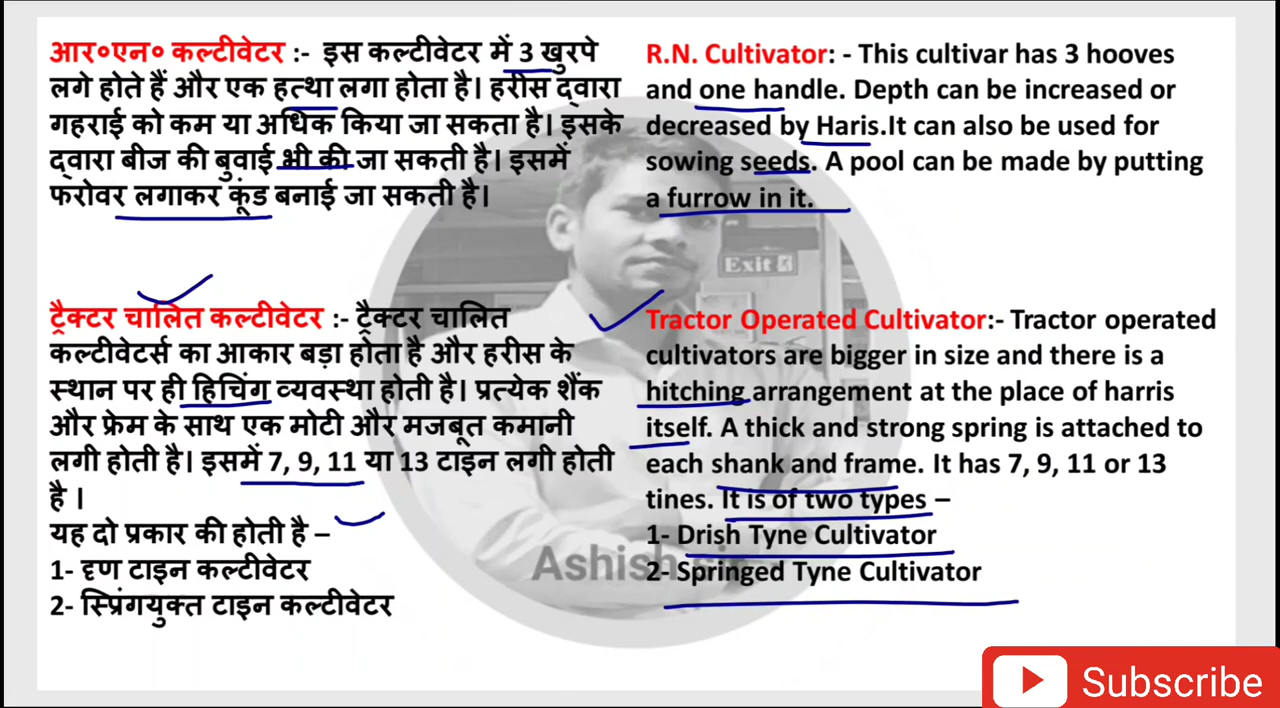 आर०एन० कल्टीवेटर :- इस कल्टीवेटर में 3 खुरपे
लगे होते हैं और एक हत्था लगा होता है। हरीस द्वारा
गहराई को कम या अधिक किया जा सकता है। इसके
द्वारा बीज की बुवाई भी की जा सकती है। इसमें
फरोवर लगाकर कूंड बनाई जा सकती है।
ट्रैक्टर चालित कल्टीवेटर :- ट्रैक्टर चालित
कल्टीवेटर्स का आकार बड़ा होता है और हरीस के
स्थान पर ही हिचिंग व्यवस्था होती है। प्रत्येक शैंक
और फ्रेम के साथ एक मोटी और मजबूत कमानी
लगी होती है। इसमें 7, 9, 11 या 13 टाइन लगी होती
है ।
यह दो प्रकार की होती है –
1- दृण टाइन कल्टीवेटर
2- स्प्रिंगयुक्त टाइन कल्टीवेटर
R.N. Cultivator: - This cultivar has 3 hooves
and one handle. Depth can be increased or
decreased by Haris.It can also be used for
sowing seeds. A pool can be made by putting
a furrow in it.
Tractor Operated Cultivator:- Tractor operated
cultivators are bigger in size and there is a
hitching arrangement at the place of harris
itself. A thick and strong spring is attached to
each shank and frame. It has 7, 9, 11 or 13
tines. It is of two types –
1- Drish Tyne Cultivator
2- Springed Tyne Cultivator
Exit
Ashish sir
Subscribe